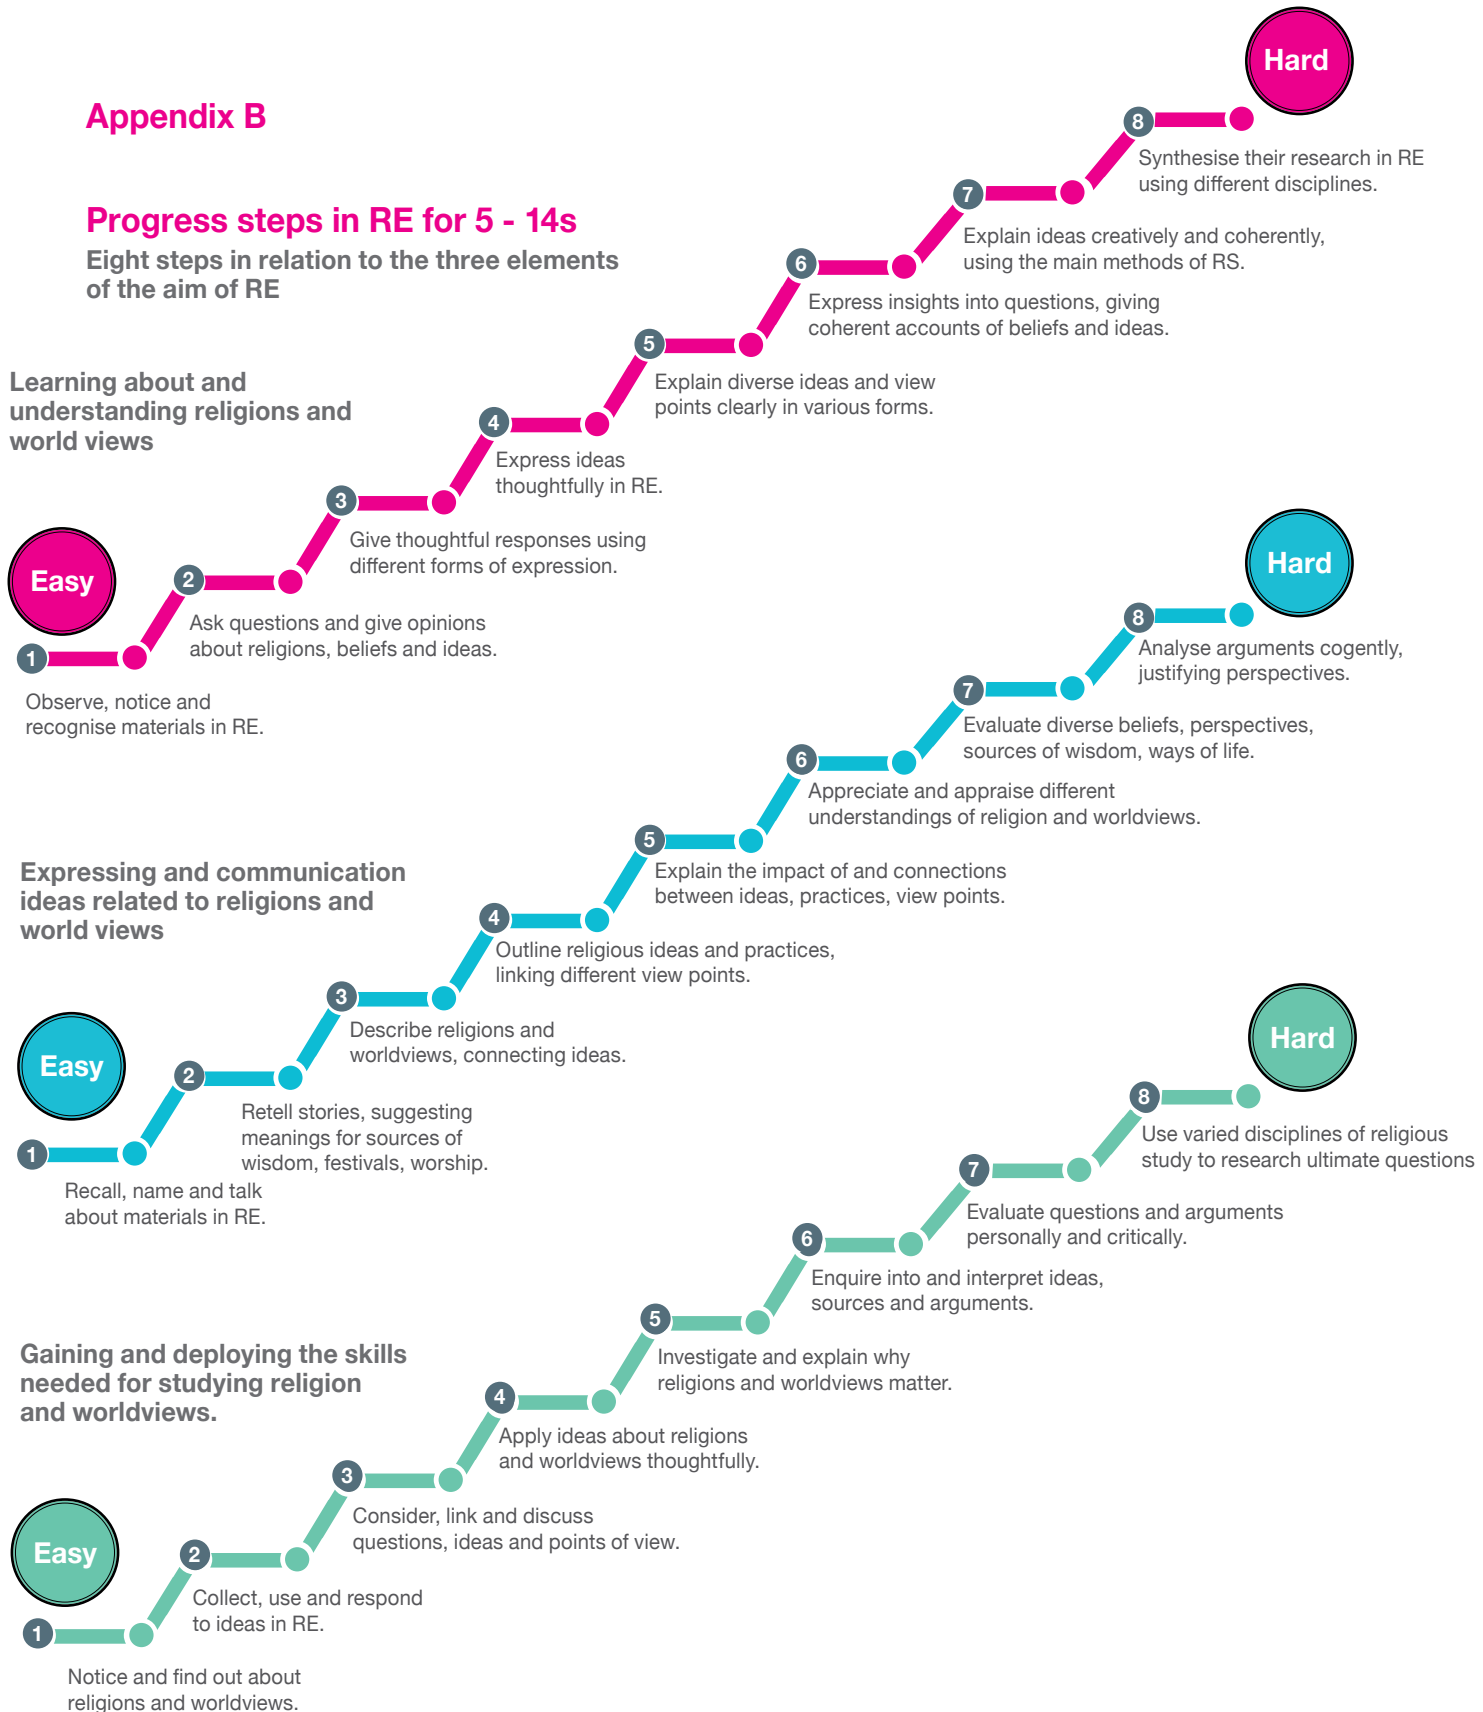 Appendix B
Progress steps in RE for 5 - 14s
Eight steps in relation to the three elements
of the aim of RE
Learning about and
understanding religions and
world views
Easy
1
Observe, notice and
recognise materials in RE.
2
Ask questions and give opinions
about religions, beliefs and ideas.
3
Give thoughtful responses using
different forms of expression.
4
Express ideas
thoughtfully in RE.
5
Explain diverse ideas and view
points clearly in various forms.
6
Express insights into questions, giving
coherent accounts of beliefs and ideas.
7
Explain ideas creatively and coherently,
using the main methods of RS.
8
Synthesise their research in RE
using different disciplines.
Hard
Expressing and communication
ideas related to religions and
world views
Easy
1
Recall, name and talk
about materials in RE.
2
Retell stories, suggesting
meanings for sources of
wisdom, festivals, worship.
3
Describe religions and
worldviews, connecting ideas.
4
Outline religious ideas and practices,
linking different view points.
5
Explain the impact of and connections
between ideas, practices, view points.
6
Appreciate and appraise different
understandings of religion and worldviews.
7
Evaluate diverse beliefs, perspectives,
sources of wisdom, ways of life.
8
Analyse arguments cogently,
justifying perspectives.
Hard
Gaining and deploying the skills
needed for studying religion
and worldviews.
Easy
1
Notice and find out about
religions and worldviews.
2
Collect, use and respond
to ideas in RE.
3
Consider, link and discuss
questions, ideas and points of view.
4
Apply ideas about religions
and worldviews thoughtfully.
5
Investigate and explain why
religions and worldviews matter.
6
Enquire into and interpret ideas,
sources and arguments.
7
Evaluate questions and arguments
personally and critically.
8
Use varied disciplines of religious
study to research ultimate questions
Hard